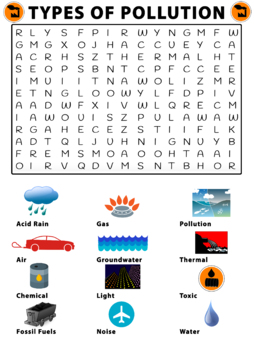 TYPES OF POLLUTION
R L Y S F P I R W Y N G M F W
G M G X O J H A C C U E Y C A
A C R H S Z T H E R M A L H T
S E O P S B N T C P F C C E E
I M U I I T N A W O L I Z M R
E T N G L O O W Y L F D P I V
A A D W F X I V W L Q R E C M
I A W O U I S Z P U L A W A W
R G A H E C E Z S T I I F L K
A D T Q L J U H N I G N U Y B
F R E M S M O A O O H T A A I
O I R V Q D V M S N T B H O R
Acid Rain Gas Pollution
Air Groundwater Thermal
Chemical Light Toxic
Fossil Fuels Noise Water